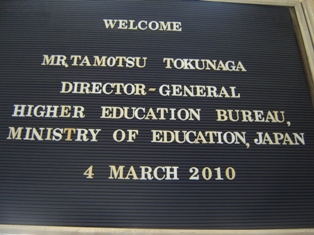 WELCOME
MR, TAMOTSU TOKUNAGA
DIRECTOR-GENERAL
HIGHER EDUCATION BUREAU,
MINISTRY OF EDUCATION, JAPAN
4 MARCH 2010